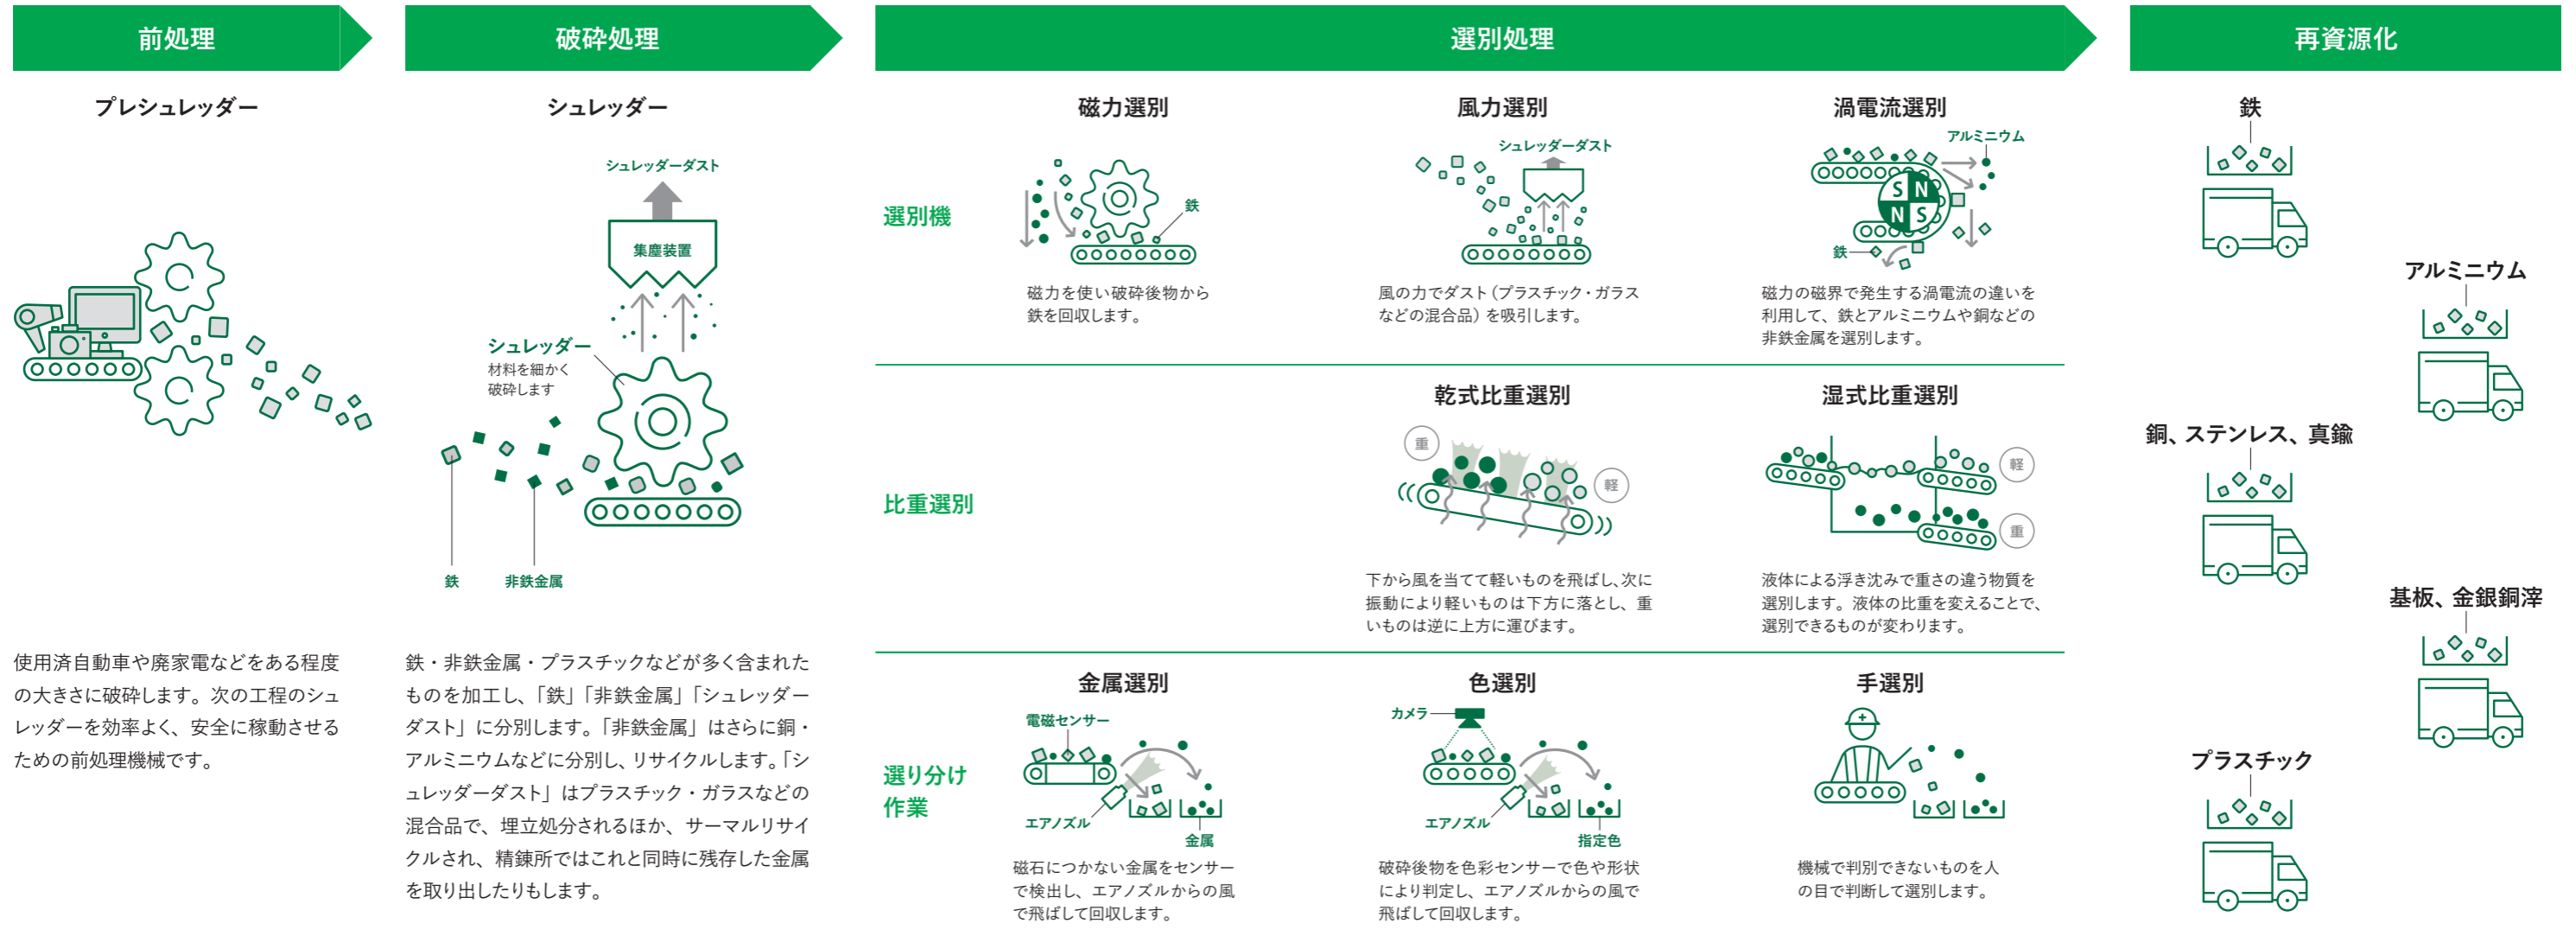 前処理
プレシュレッダー
使用済自動車や廃家電などをある程度
の大きさに破砕します。次の工程のシュ
レッダーを効率よく、安全に稼動させる
ための前処理機械です。
破砕処理
シュレッダー
シュレッダーダスト
集塵装置
シュレッダー
材料を細かく
破砕します
鉄
非鉄金属
鉄・非鉄金属・プラスチックなどが多く含まれた
ものを加工し、「鉄」「非鉄金属」「シュレッダー
ダスト」に分別します。「非鉄金属」はさらに銅・
アルミニウムなどに分別し、リサイクルします。「シ
ュレッダーダスト」はプラスチック・ガラスなどの
混合品で、埋立処分されるほか、サーマルリサイ
クルされ、精錬所ではこれと同時に残存した金属
を取り出したりもします。
選別処理
選別機
磁力選別
鉄
磁力を使い破砕後物から
鉄を回収します。
風力選別
シュレッダーダスト
風の力でダスト（プラスチック・ガラス
などの混合品）を吸引します。
渦電流選別
アルミニウム
S N
N S
鉄
磁力の磁界で発生する渦電流の違いを
利用して、鉄とアルミニウムや銅などの
非鉄金属を選別します。
比重選別
乾式比重選別
重
軽
下から風を当てて軽いものを飛ばし、次に
振動により軽いものは下方に落とし、重
いものは逆に上方に運びます。
湿式比重選別
軽
重
液体による浮き沈みで重さの違う物質を
選別します。液体の比重を変えることで、
選別できるものが変わります。
選り分け
作業
金属選別
電磁センサー
エアノズル
金属
磁石につかない金属をセンサー
で検出し、エアノズルからの風
で飛ばして回収します。
色選別
カメラ
エアノズル
指定色
破砕後物を色彩センサーで色や形状
により判定し、エアノズルからの風で
飛ばして回収します。
手選別
機械で判別できないものを人
の目で判断して選別します。
再資源化
鉄
アルミニウム
銅、ステンレス、真鍮
基板、金銀銅滓
プラスチック